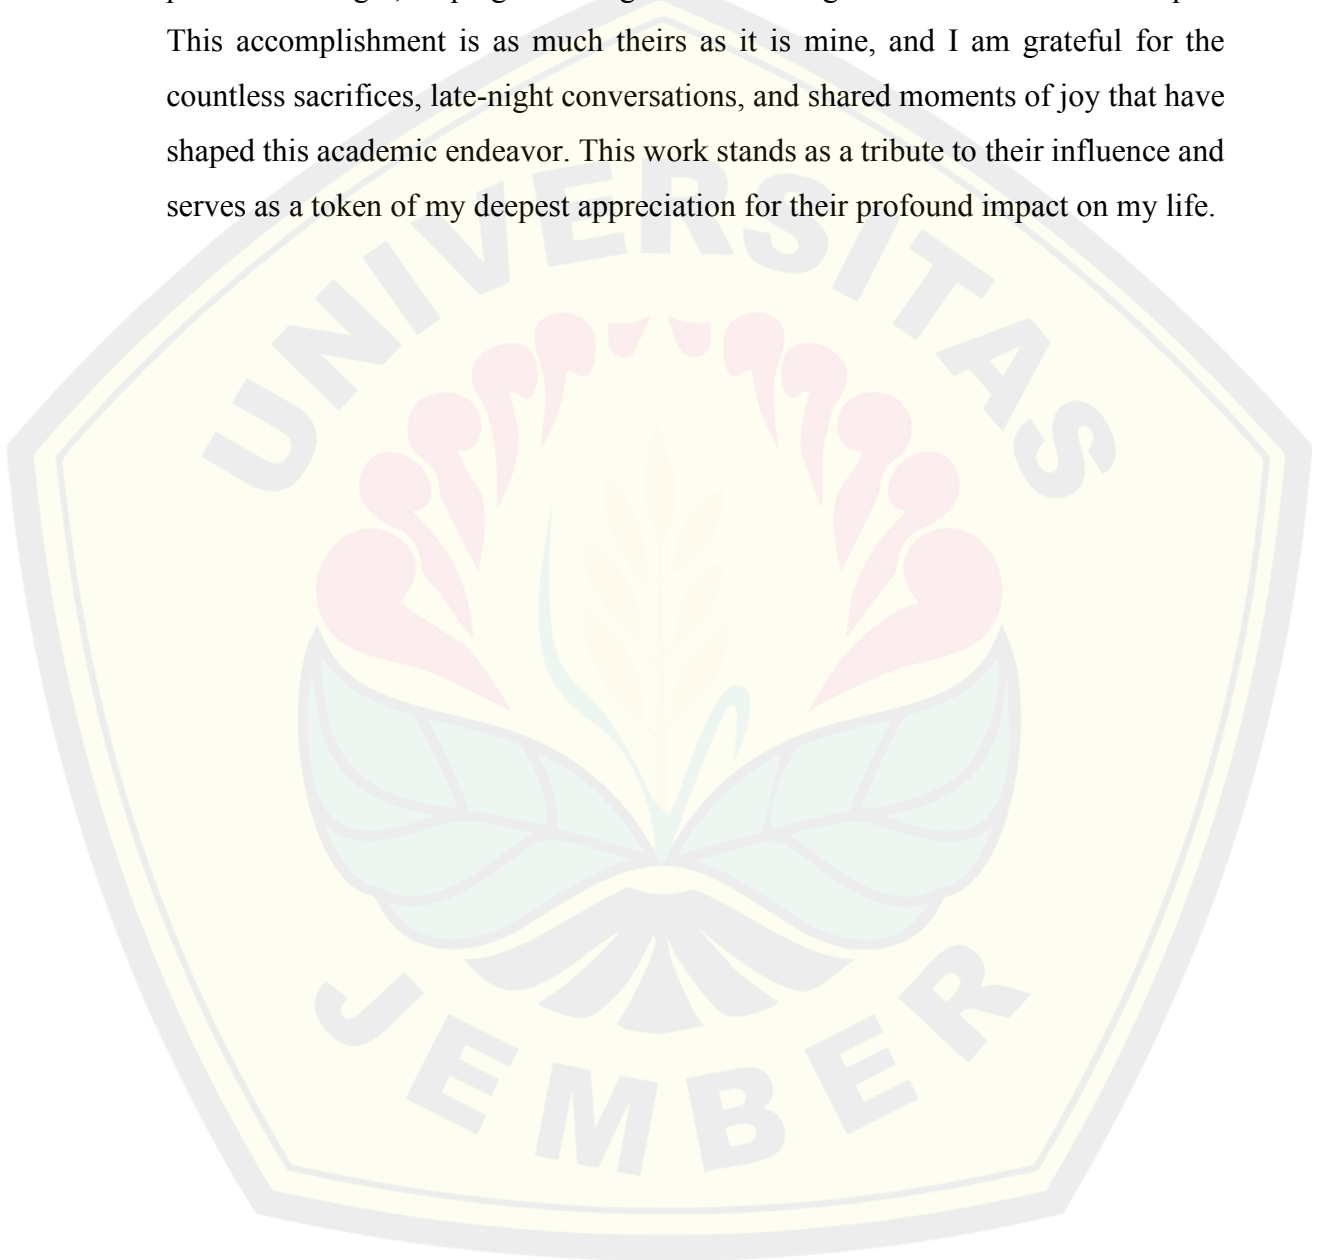 This accomplishment is as much theirs as it is mine, and I am grateful for the
countless sacrifices, late-night conversations, and shared moments of joy that have
shaped this academic endeavor. This work stands as a tribute to their influence and
serves as a token of my deepest appreciation for their profound impact on my life.
UNIVERSITAS
JEMBER